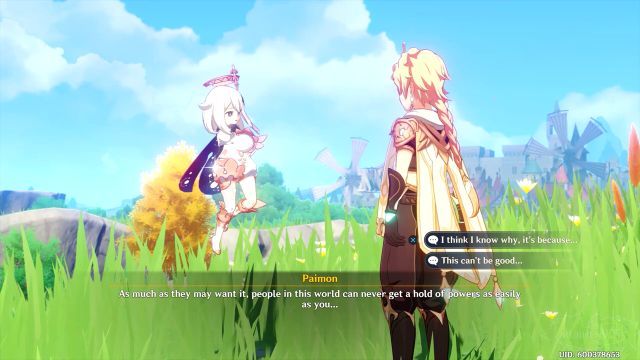 I think I know why, it's because...
This can't be good...
Paimon
As much as they may want it, people in this world can never get a hold of powers as easily
as you...
UID: 600378653